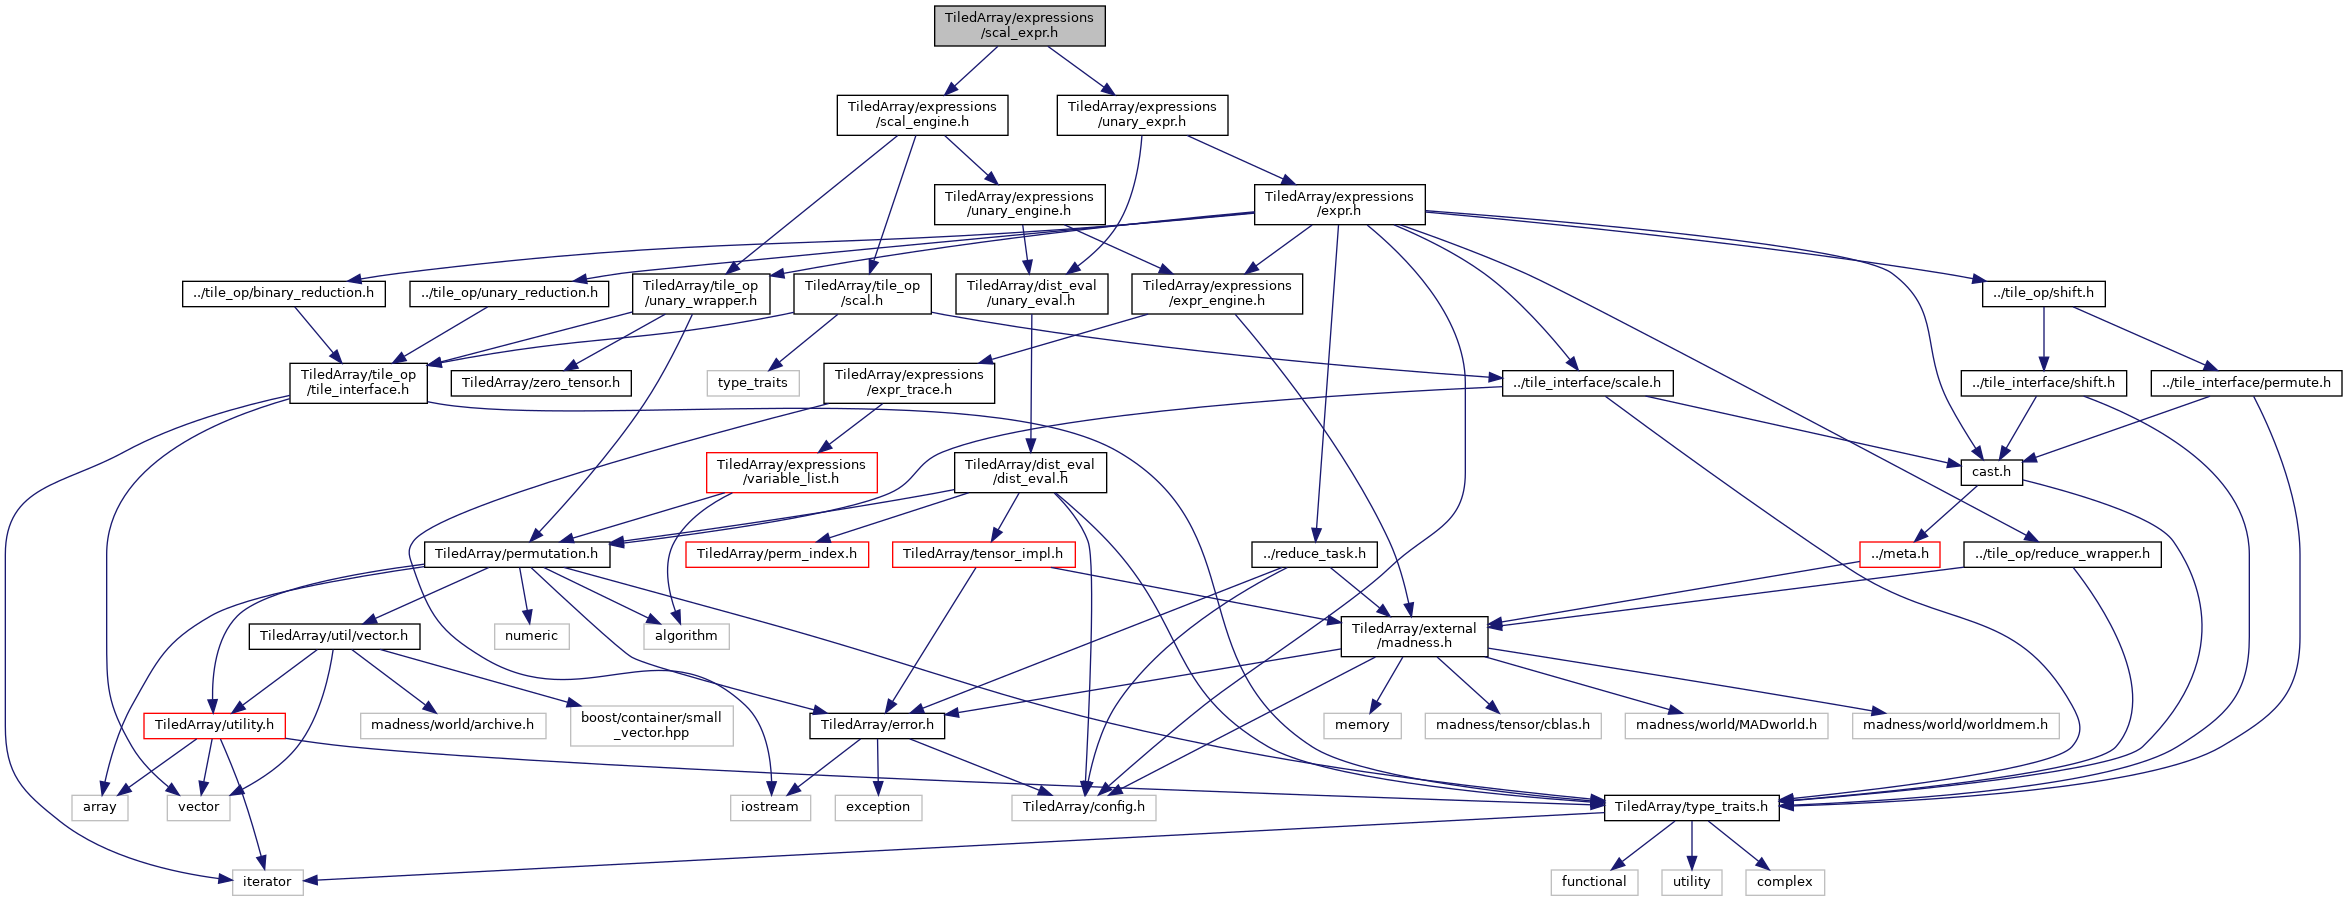 TiledArray/expressions
/scal_expr.h
TiledArray/expressions
/scal_engine.h
TiledArray/expressions
/unary_expr.h
TiledArray/expressions
/unary_engine.h
TiledArray/expressions
/expr.h
../tile_op/binary_reduction.h
../tile_op/unary_reduction.h
TiledArray/tile_op
/unary_wrapper.h
TiledArray/tile_op
/scal.h
TiledArray/dist_eval
/unary_eval.h
TiledArray/expressions
/expr_engine.h
../tile_op/shift.h
TiledArray/tile_op
/tile_interface.h
TiledArray/zero_tensor.h
type_traits
TiledArray/expressions
/expr_trace.h
../tile_interface/scale.h
../tile_interface/shift.h
../tile_interface/permute.h
TiledArray/expressions
/variable_list.h
TiledArray/dist_eval
/dist_eval.h
cast.h
TiledArray/permutation.h
TiledArray/perm_index.h
TiledArray/tensor_impl.h
../reduce_task.h
../meta.h
../tile_op/reduce_wrapper.h
TiledArray/util/vector.h
numeric
algorithm
TiledArray/external
/madness.h
TiledArray/utility.h
madness/world/archive.h
boost/container/small
_vector.hpp
TiledArray/error.h
memory
madness/tensor/cblas.h
madness/world/MADworld.h
madness/world/worldmem.h
array
vector
iostream
exception
TiledArray/config.h
TiledArray/type_traits.h
iterator
functional
utility
complex